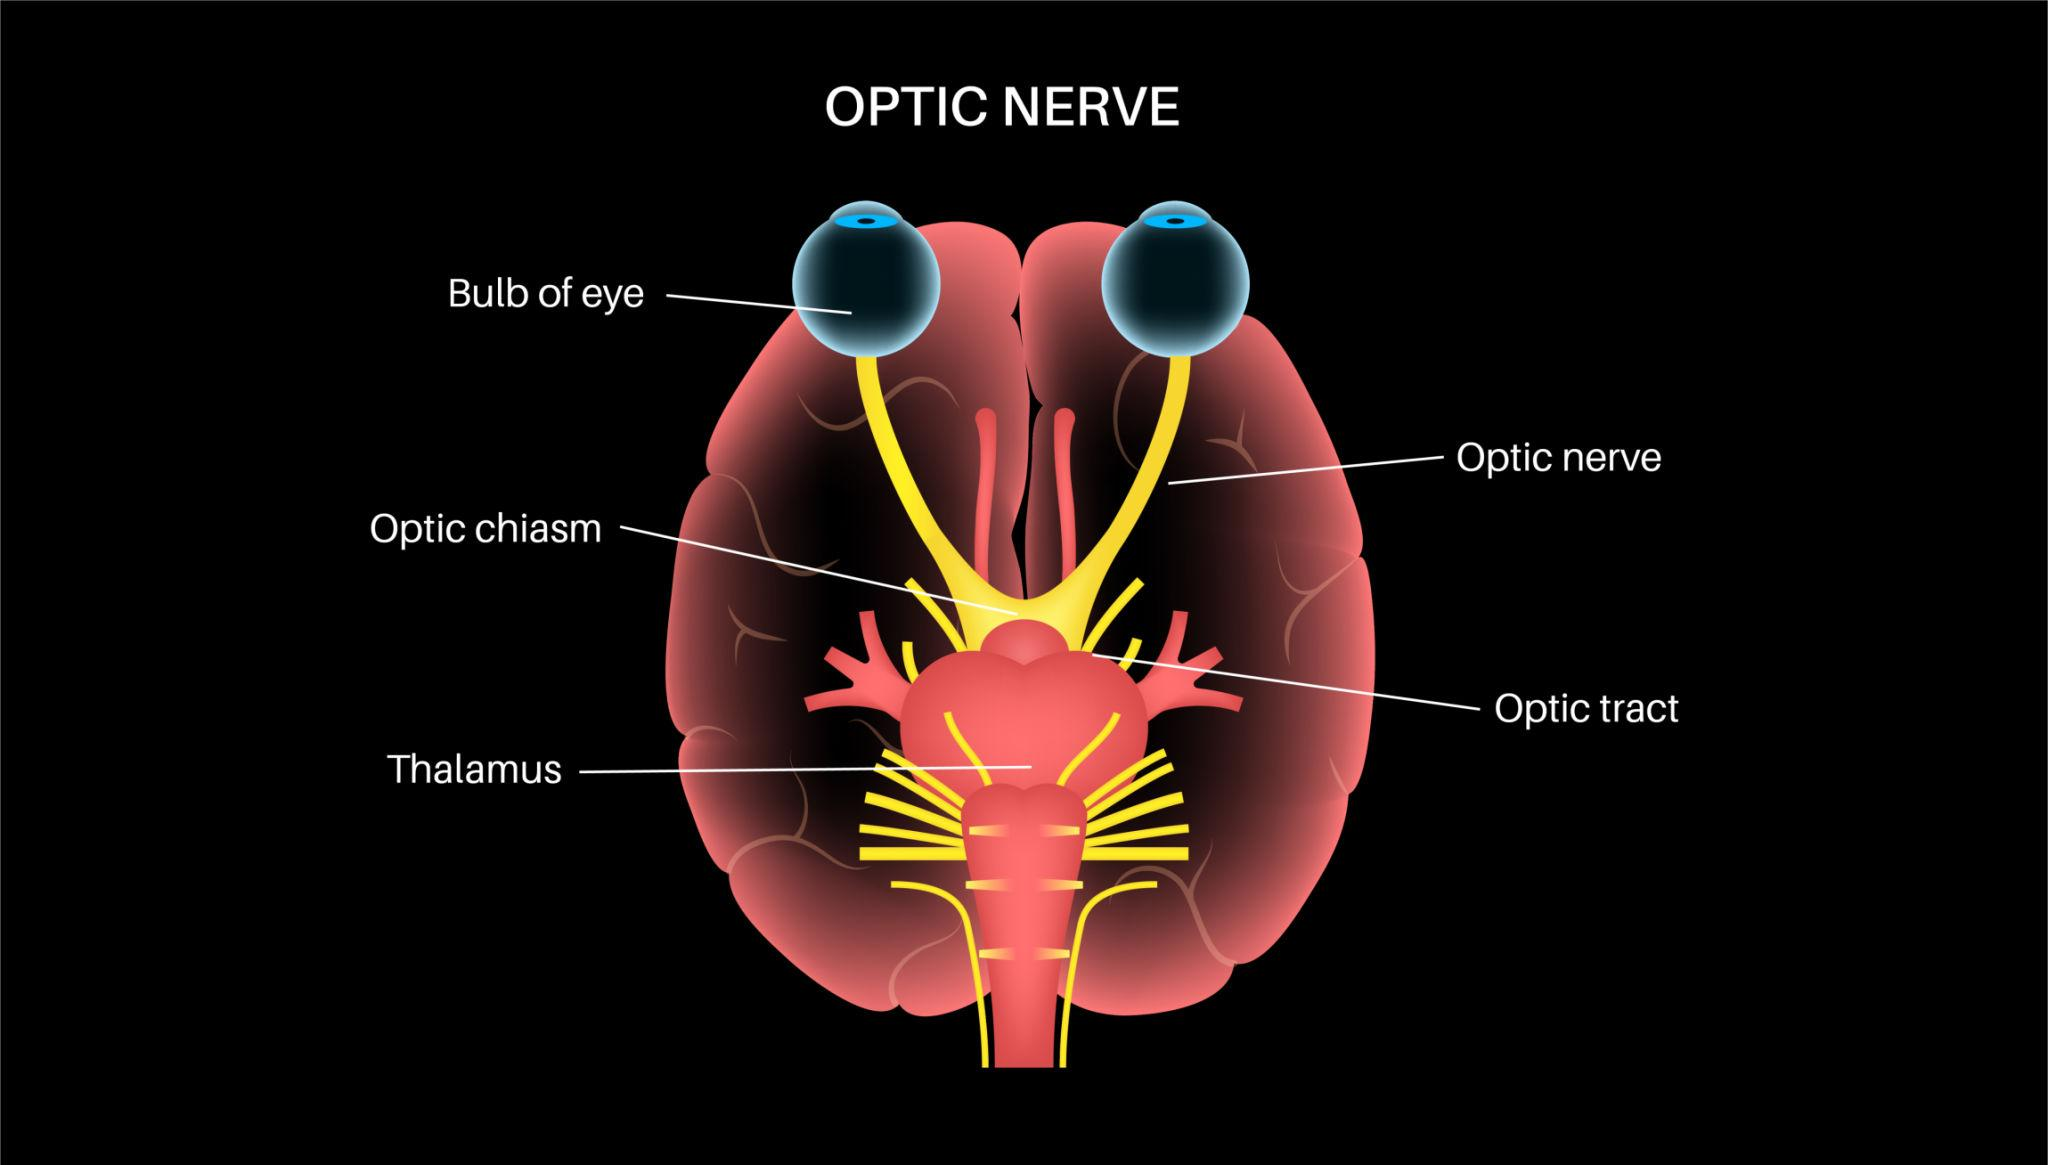 OPTIC NERVE
Bulb of eye
Optic nerve
Optic chiasm
Optic tract
Thalamus